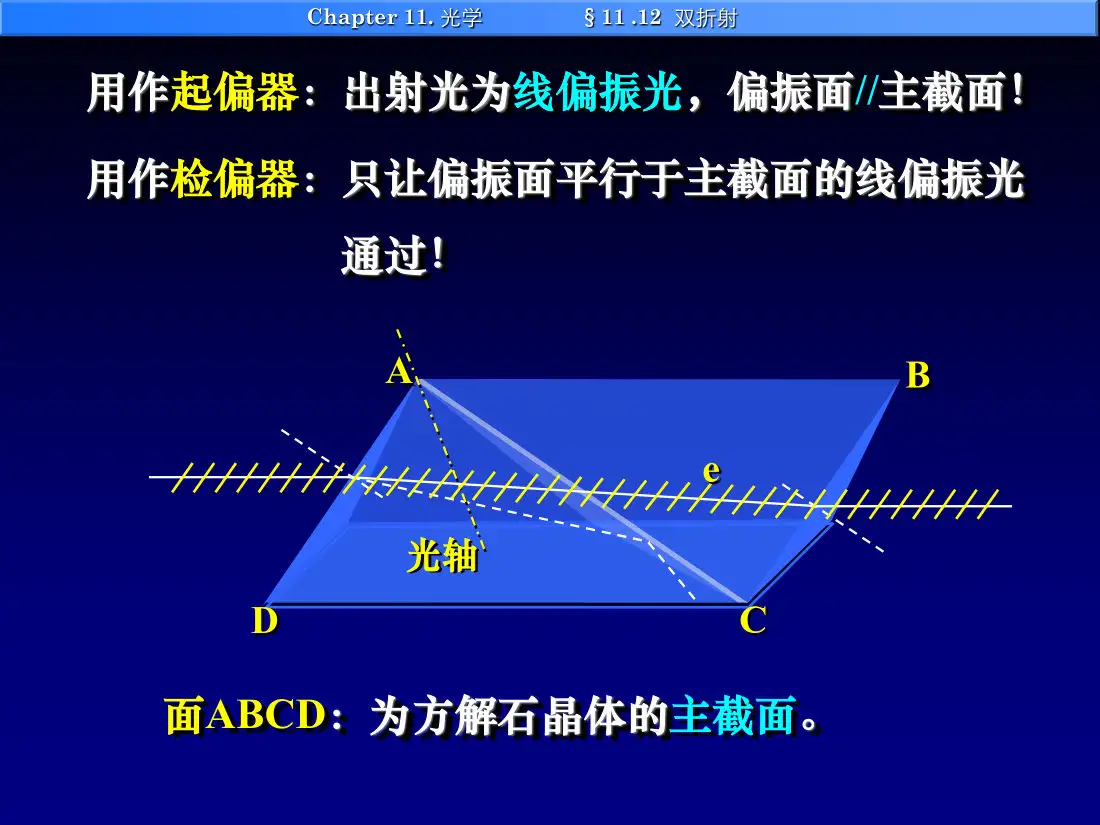 Chapter 11. 光学 § 11 .12 双折射
用作起偏器：出射光为线偏振光，偏振面//主截面！
用作检偏器：只让偏振面平行于主截面的线偏振光
通过！
A
B
e
光轴
D
C
面ABCD：为方解石晶体的主截面。